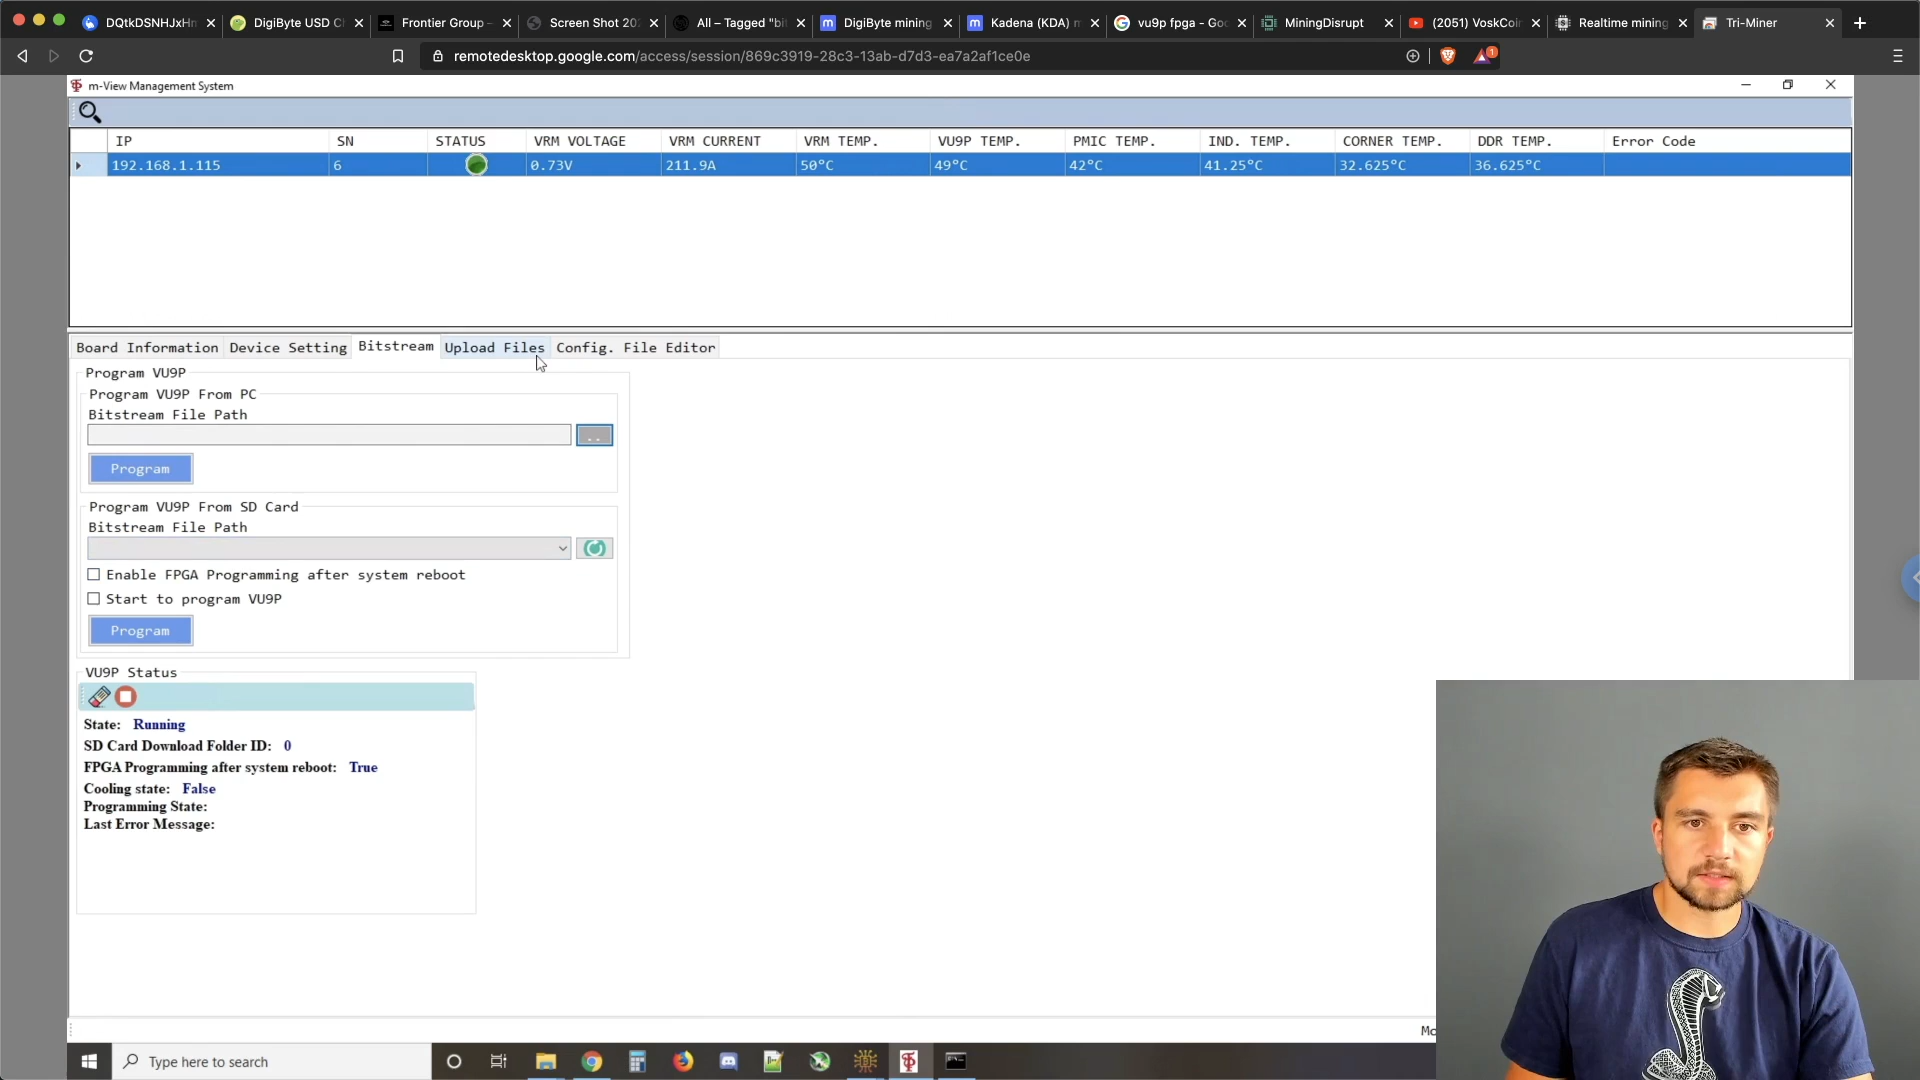 DQtkDSNHJxHn
DigiByte USD C
Frontier Group –
Screen Shot 202
All – Tagged "bit
DigiByte mining
Kadena (KDA) m
vu9p fpga - Goo
MiningDisrupt
(2051) VoskCoin
Realtime mining
Tri-Miner
remotedesktop.google.com/access/session/869c3919-28c3-13ab-d7d3-ea7a2af1ce0e
1
m-View Management System
IP SN STATUS VRM VOLTAGE VRM CURRENT VRM TEMP. VU9P TEMP. PMIC TEMP. IND. TEMP. CORNER TEMP. DDR TEMP. Error Code
192.168.1.115 6 0.73V 211.9A 50°C 49°C 42°C 41.25°C 32.625°C 36.625°C
Board Information Device Setting Bitstream Upload Files Config. File Editor
Program VU9P
Program VU9P From PC
Bitstream File Path
..
Program
Program VU9P From SD Card
Bitstream File Path
Enable FPGA Programming after system reboot
Start to program VU9P
Program
VU9P Status
State: Running
SD Card Download Folder ID: 0
FPGA Programming after system reboot: True
Cooling state: False
Programming State:
Last Error Message:
Mo
Type here to search